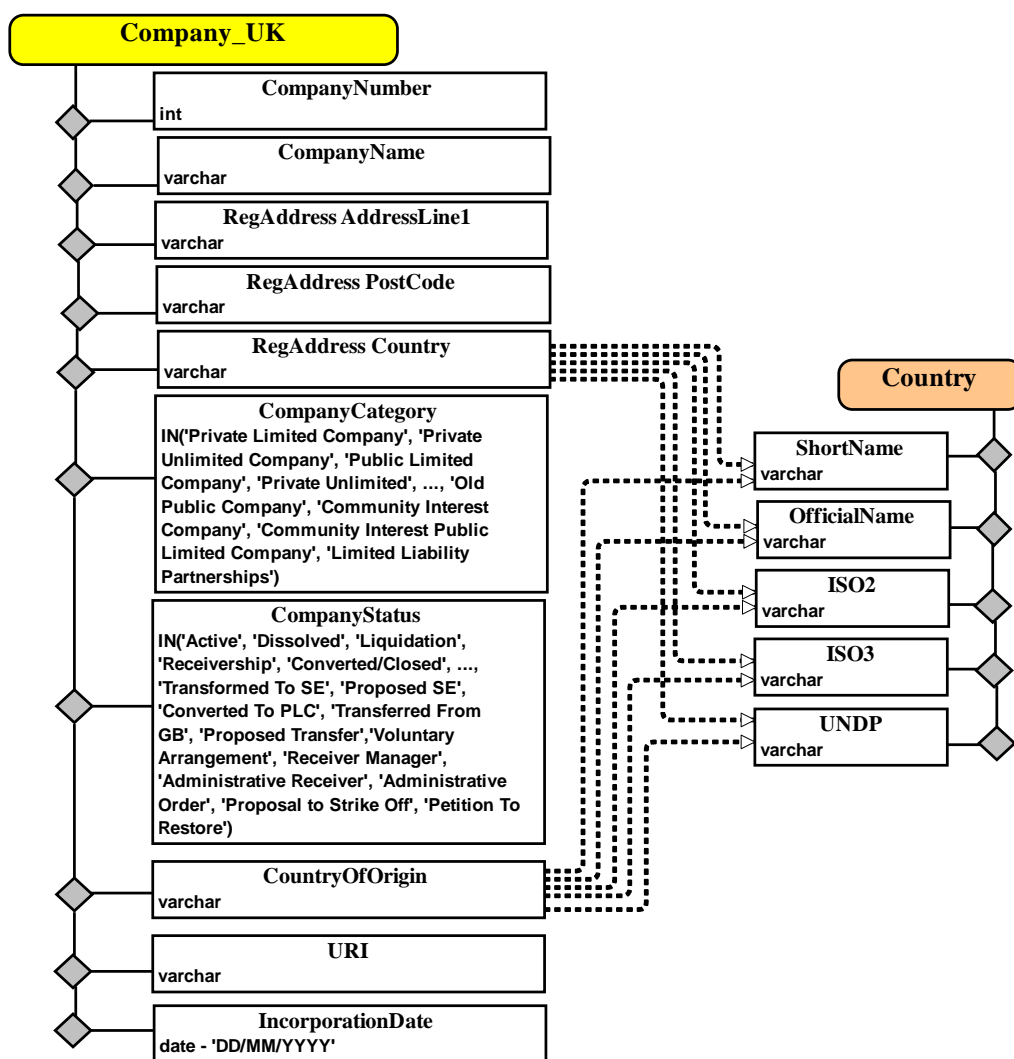 Company_UK
CompanyNumber
int
CompanyName
varchar
RegAddress AddressLine1
varchar
RegAddress PostCode
varchar
RegAddress Country
varchar
CompanyCategory
IN('Private Limited Company', 'Private
Unlimited Company', 'Public Limited
Company', 'Private Unlimited', ..., 'Old
Public Company', 'Community Interest
Company', 'Community Interest Public
Limited Company', 'Limited Liability
Partnerships')
CompanyStatus
IN('Active', 'Dissolved', 'Liquidation',
'Receivership', 'Converted/Closed', ...,
'Transformed To SE', 'Proposed SE',
'Converted To PLC', 'Transferred From
GB', 'Proposed Transfer','Voluntary
Arrangement', 'Receiver Manager',
'Administrative Receiver', 'Administrative
Order', 'Proposal to Strike Off', 'Petition To
Restore')
CountryOfOrigin
varchar
URI
varchar
IncorporationDate
date - 'DD/MM/YYYY'
Country
ShortName
varchar
OfficialName
varchar
ISO2
varchar
ISO3
varchar
UNDP
varchar